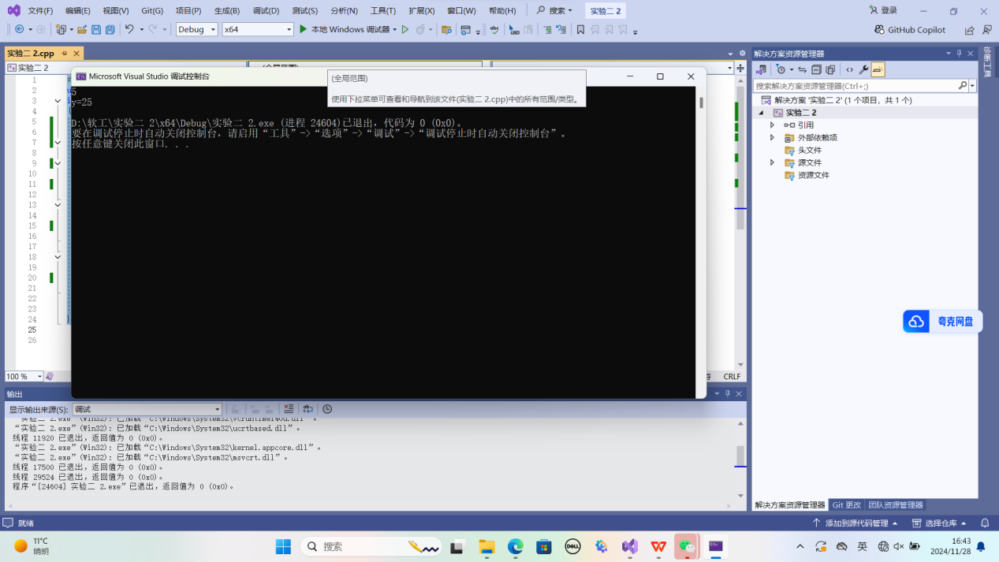 文件(F) 编辑(E) 视图(V) Git(G) 项目(P) 生成(B) 调试(D) 测试(S) 分析(N) 工具(T) 扩展(X) 窗口(W) 帮助(H) 搜索 实验二 2 登录
Debug x64 本地 Windows 调试器 GitHub Copilot
实验二 2.cpp
实验二 2
Microsoft Visual Studio 调试控制台
(全局范围)
使用下拉菜单可查看和导航到该文件(实验二 2.cpp)中的所有范围/类型。
5
y=25
D:\软工\实验二 2\x64\Debug\实验二 2.exe (进程 24604)已退出，代码为 0 (0x0)。
要在调试停止时自动关闭控制台，请启用“工具”->“选项”->“调试”->“调试停止时自动关闭控制台”。
按任意键关闭此窗口. . .
1
2
3
4
5
6
7
8
9
10
11
12
13
14
15
16
17
18
19
20
21
22
23
24
25
26
100 %
CRLF
解决方案资源管理器
搜索解决方案资源管理器(Ctrl+;)
解决方案 '实验二 2' (1 个项目，共 1 个)
实验二 2
引用
外部依赖项
头文件
源文件
资源文件
诊断工具
夸克网盘
输出
显示输出来源(S): 调试
“实验二 2.exe”(Win32): 已加载“C:\Windows\System32\vcruntime140d.dll”。
“实验二 2.exe”(Win32): 已加载“C:\Windows\System32\ucrtbased.dll”。
线程 11920 已退出，返回值为 0 (0x0)。
“实验二 2.exe”(Win32): 已加载“C:\Windows\System32\kernel.appcore.dll”。
“实验二 2.exe”(Win32): 已加载“C:\Windows\System32\msvcrt.dll”。
线程 17500 已退出，返回值为 0 (0x0)。
线程 29524 已退出，返回值为 0 (0x0)。
程序“[24604] 实验二 2.exe”已退出，返回值为 0 (0x0)。
解决方案资源管理器 Git 更改 团队资源管理器
就绪 添加到源代码管理 选择仓库
11°C
晴朗
搜索
DELL
英
16:43
2024/11/28